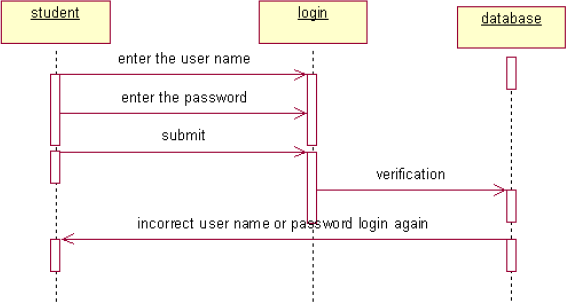 student
login
database
enter the user name
enter the password
submit
verification
incorrect user name or password login again